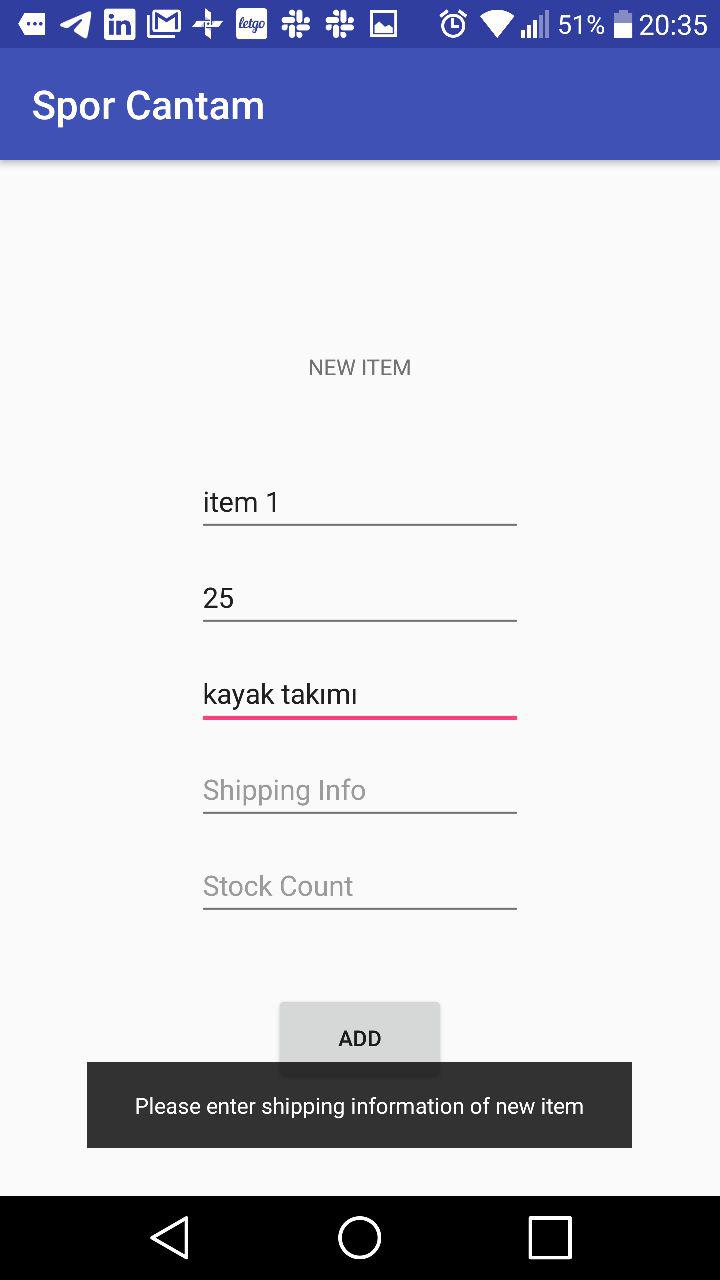 letgo 51% 20:35
Spor Cantam
NEW ITEM
item 1
25
kayak takımı
Shipping Info
Stock Count
ADD
Please enter shipping information of new item